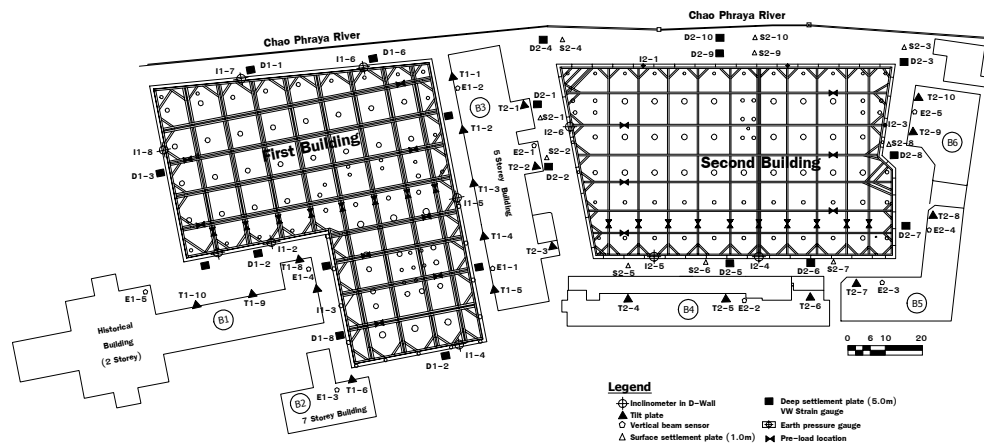 Chao Phraya River
Chao Phraya River
D2-10
S2-10
D2-4
S2-4
D2-9
S2-9
S2-3
D2-3
I1-7
D1-1
I1-6
D1-6
T1-1
E1-2
B3
I2-1
T2-10
E2-5
T2-1
D2-1
S2-1
I2-6
T1-2
I2-3
T2-9
B6
S2-8
D2-8
I1-8
First Building
E2-1
S2-2
T2-2
D2-2
Second Building
D1-3
5 Storey Building
T1-3
I1-5
T2-8
E2-4
D2-7
T1-4
T2-3
I1-2
D1-2
T1-8
E1-4
E1-1
S2-5
I2-5
S2-6
D2-5
I2-4
D2-6
S2-7
E1-5
T1-10
T1-9
T1-5
T2-7
E2-3
B5
I1-3
T2-4
B4
T2-5
E2-2
T2-6
B1
Historical
Building
(2 Storey)
D1-8
D1-2
I1-4
0 6 10 20
E1-3
T1-6
B2
7 Storey Building
Legend
Inclinometer in D-Wall
Tilt plate
Vertical beam sensor
Surface settlement plate (1.0m)
Deep settlement plate (5.0m)
VW Strain gauge
Earth pressure gauge
Pre-load location